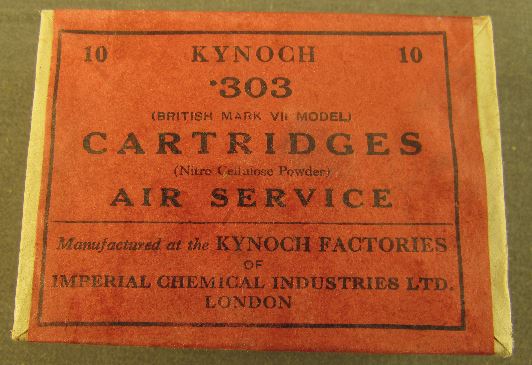 10 KYNOCH 10
·303
(BRITISH MARK VII MODEL)
CARTRIDGES
(Nitro Cellulose Powder)
AIR SERVICE
Manufactured at the KYNOCH FACTORIES
OF
IMPERIAL CHEMICAL INDUSTRIES LTD.
LONDON